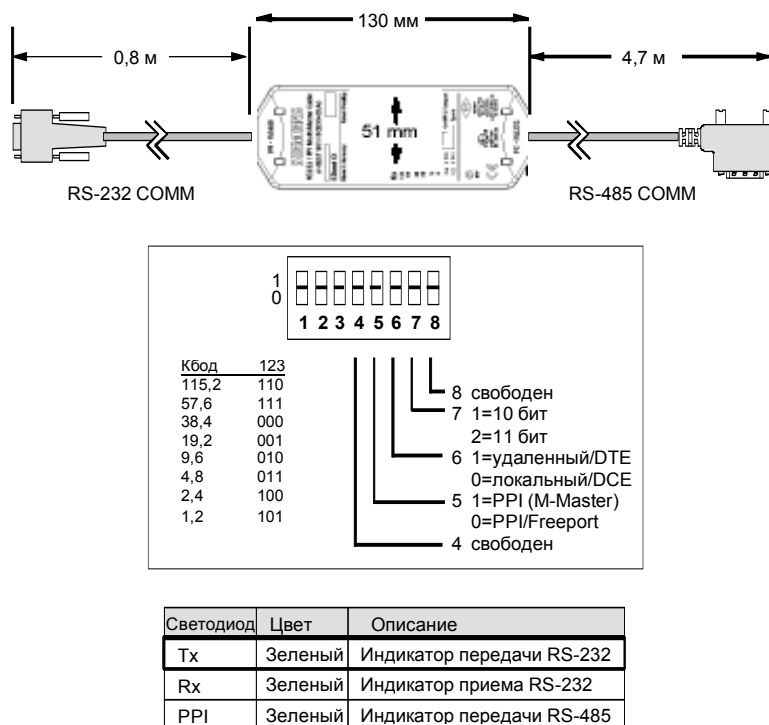 130 мм
0,8 м
4,7 м
51 mm
RS-232 COMM
RS-485 COMM
1
0
1 2 3 4 5 6 7 8
Кбод 123
115,2 110
57,6 111
38,4 000
19,2 001
9,6 010
4,8 011
2,4 100
1,2 101
8 свободен
7 1=10 бит
2=11 бит
6 1=удаленный/DTE
0=локальный/DCE
5 1=PPI (M-Master)
0=PPI/Freeport
4 свободен
Светодиод Цвет Описание
Tx Зеленый Индикатор передачи RS-232
Rx Зеленый Индикатор приема RS-232
PPI Зеленый Индикатор передачи RS-485